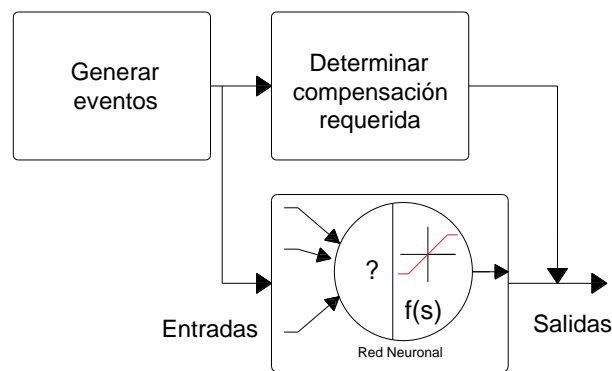 Generar
eventos
Determinar
compensación
requerida
?
f(s)
Entradas
Salidas
Red Neuronal